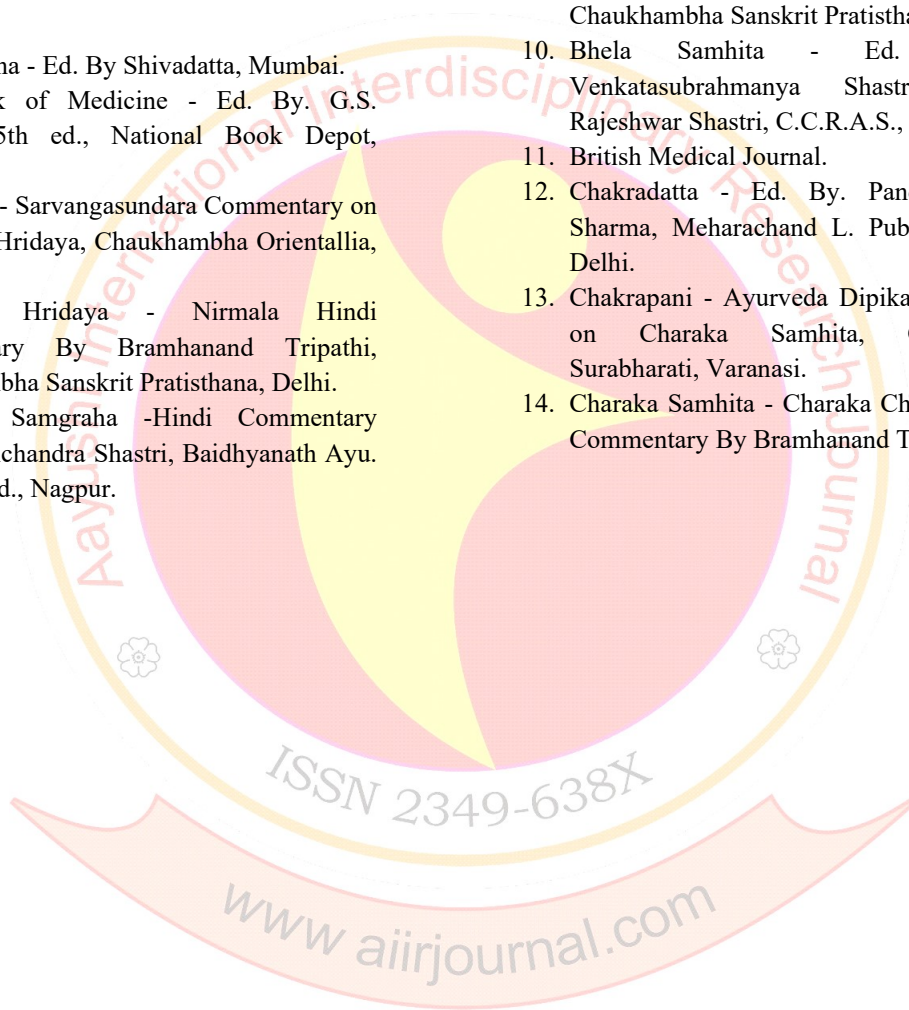 na - Ed. By Shivadatta, Mumbai.
k of Medicine - Ed. By. G.S.
5th ed., National Book Depot,
- Sarvangasundara Commentary on
Hridaya, Chaukhambha Orientallia,
Hridaya - Nirmala Hindi
ary By Bramhanand Tripathi,
bha Sanskrit Pratisthana, Delhi.
Samgraha -Hindi Commentary
chandra Shastri, Baidhyanath Ayu.
d., Nagpur.
Chaukhambha Sanskrit Pratistha
10. Bhela Samhita - Ed.
Venkatasubrahmanya Shastr
Rajeshwar Shastri, C.C.R.A.S.,
11. British Medical Journal.
12. Chakradatta - Ed. By. Pan
Sharma, Meharachand L. Pub
Delhi.
13. Chakrapani - Ayurveda Dipika
on Charaka Samhita,
Surabharati, Varanasi.
14. Charaka Samhita - Charaka Ch
Commentary By Bramhanand T
Aayushi International Interdisciplinary Research Journal
ISSN 2349-638X
www aiirjournal.com